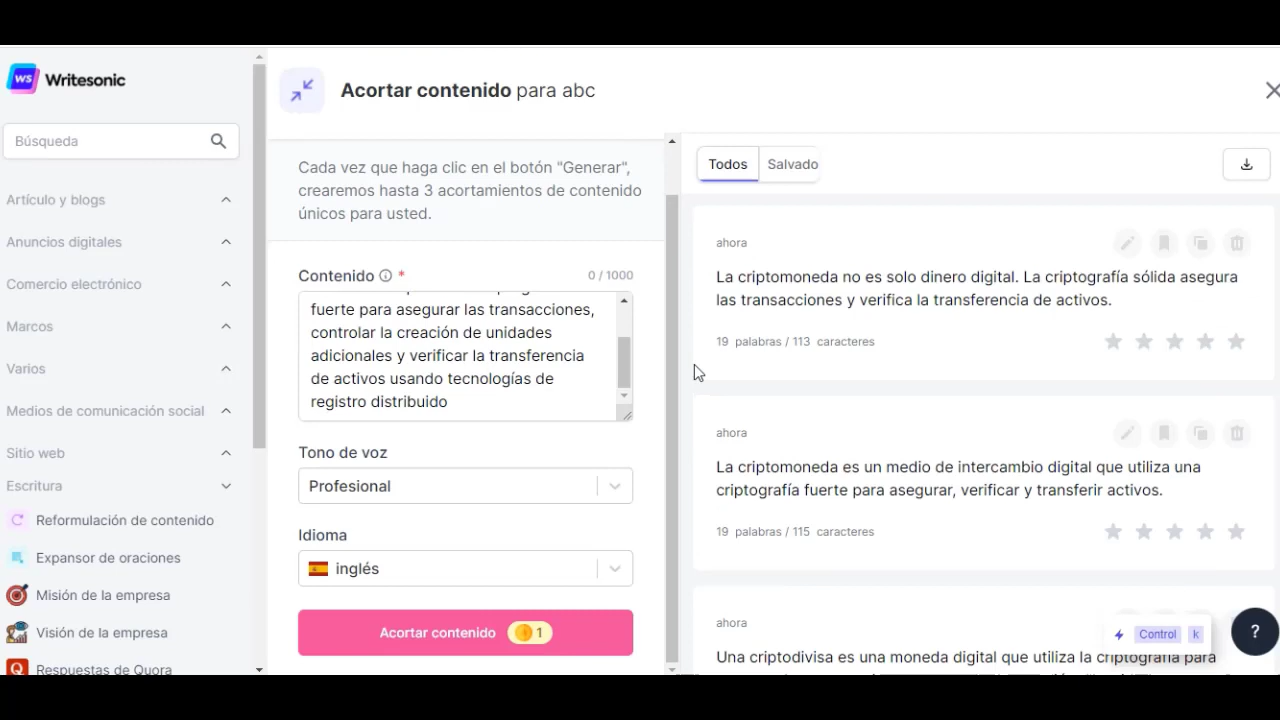 ws Writesonic
Búsqueda
Artículo y blogs
Anuncios digitales
Comercio electrónico
Marcos
Varios
Medios de comunicación social
Sitio web
Escritura
Reformulación de contenido
Expansor de oraciones
Misión de la empresa
Visión de la empresa
Respuestas de Quora
Acortar contenido para abc
Cada vez que haga clic en el botón "Generar",
crearemos hasta 3 acortamientos de contenido
únicos para usted.
Contenido * 0 / 1000
fuerte para asegurar las transacciones,
controlar la creación de unidades
adicionales y verificar la transferencia
de activos usando tecnologías de
registro distribuido
Tono de voz
Profesional
Idioma
inglés
Acortar contenido 1
Todos Salvado
ahora
La criptomoneda no es solo dinero digital. La criptografía sólida asegura
las transacciones y verifica la transferencia de activos.
19 palabras / 113 caracteres
ahora
La criptomoneda es un medio de intercambio digital que utiliza una
criptografía fuerte para asegurar, verificar y transferir activos.
19 palabras / 115 caracteres
ahora
Control k
?
Una criptodivisa es una moneda digital que utiliza la criptografía para